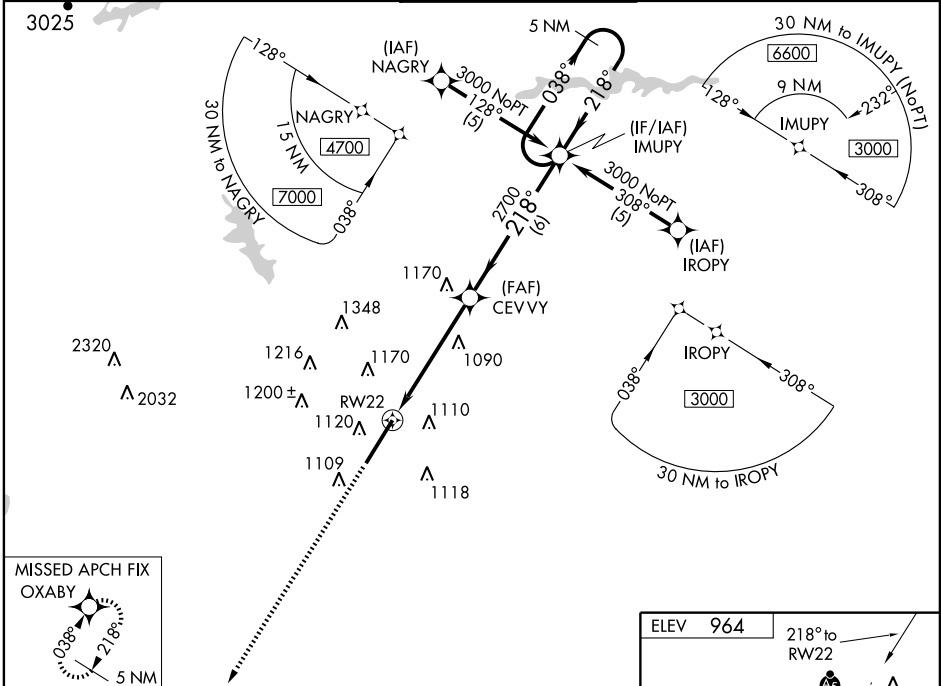 3025
5 NM
30 NM to IMUPY (NoPT)
6600
(IAF)
NAGRY
3000 NoPT
128°
(5)
038°
218°
128°
NAGRY
4700
15 NM
7000
30 NM to NAGRY
038°
128°
9 NM
232°
IMUPY
3000
308°
(IF/IAF)
IMUPY
3000 NoPT
308°
(5)
(IAF)
IROPY
2700
218°
(6)
1170
(FAF)
CEVVY
1348
1090
2320
1216
1170
2032
1200 ±
RW22
1120
1110
1109
1118
IROPY
038°
308°
3000
30 NM to IROPY
MISSED APCH FIX
OXABY
038°
218°
5 NM
ELEV 964
218° to
RW22